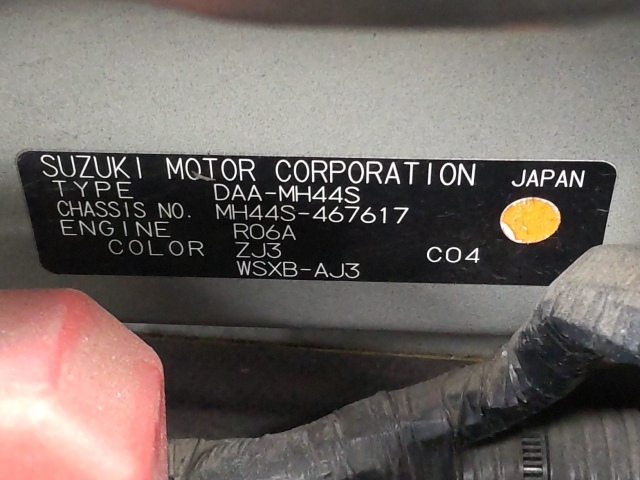 SUZUKI MOTOR CORPORATION JAPAN
TYPE DAA-MH44S
CHASSIS NO. MH44S-467617
ENGINE R06A
COLOR ZJ3 C04
WSXB-AJ3